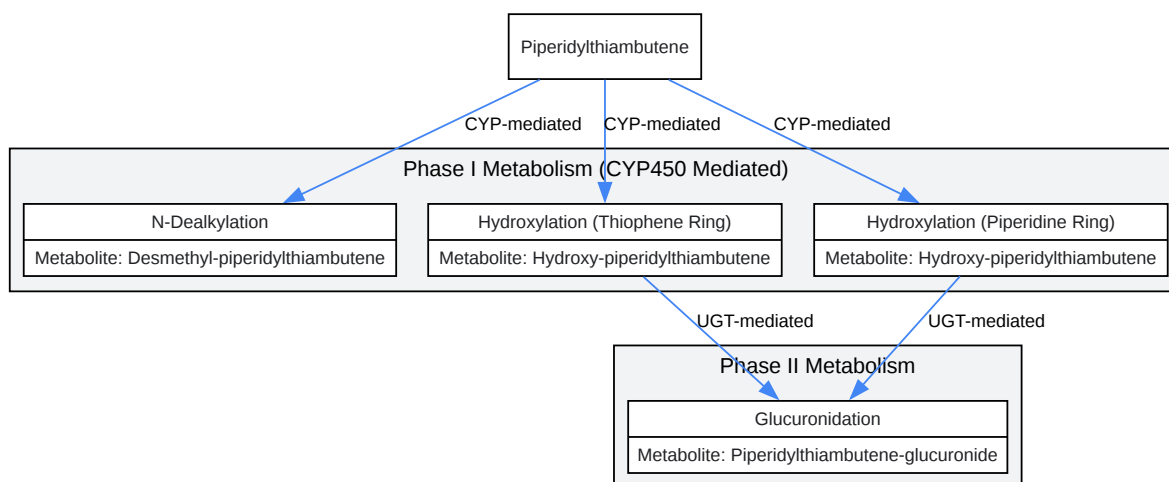 Piperidylthiambutene
CYP-mediated
CYP-mediated
CYP-mediated
Phase I Metabolism (CYP450 Mediated)
N-Dealkylation
Metabolite: Desmethyl-piperidylthiambutene
Hydroxylation (Thiophene Ring)
Metabolite: Hydroxy-piperidylthiambutene
Hydroxylation (Piperidine Ring)
Metabolite: Hydroxy-piperidylthiambutene
UGT-mediated
UGT-mediated
Phase II Metabolism
Glucuronidation
Metabolite: Piperidylthiambutene-glucuronide